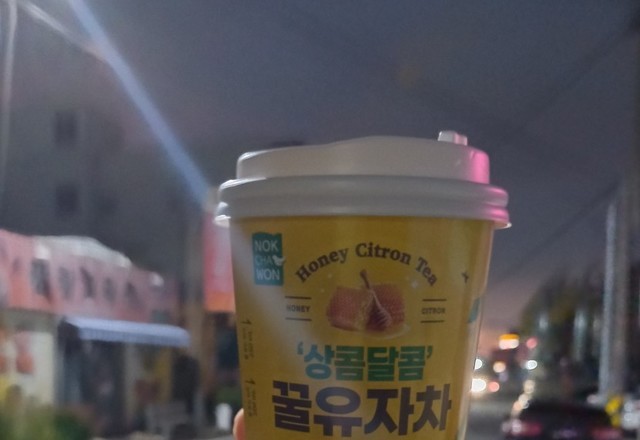 NOK
CHA
WON
Honey Citron Tea
HONEY
CITRON
'상콤달콤'
꿀유자차